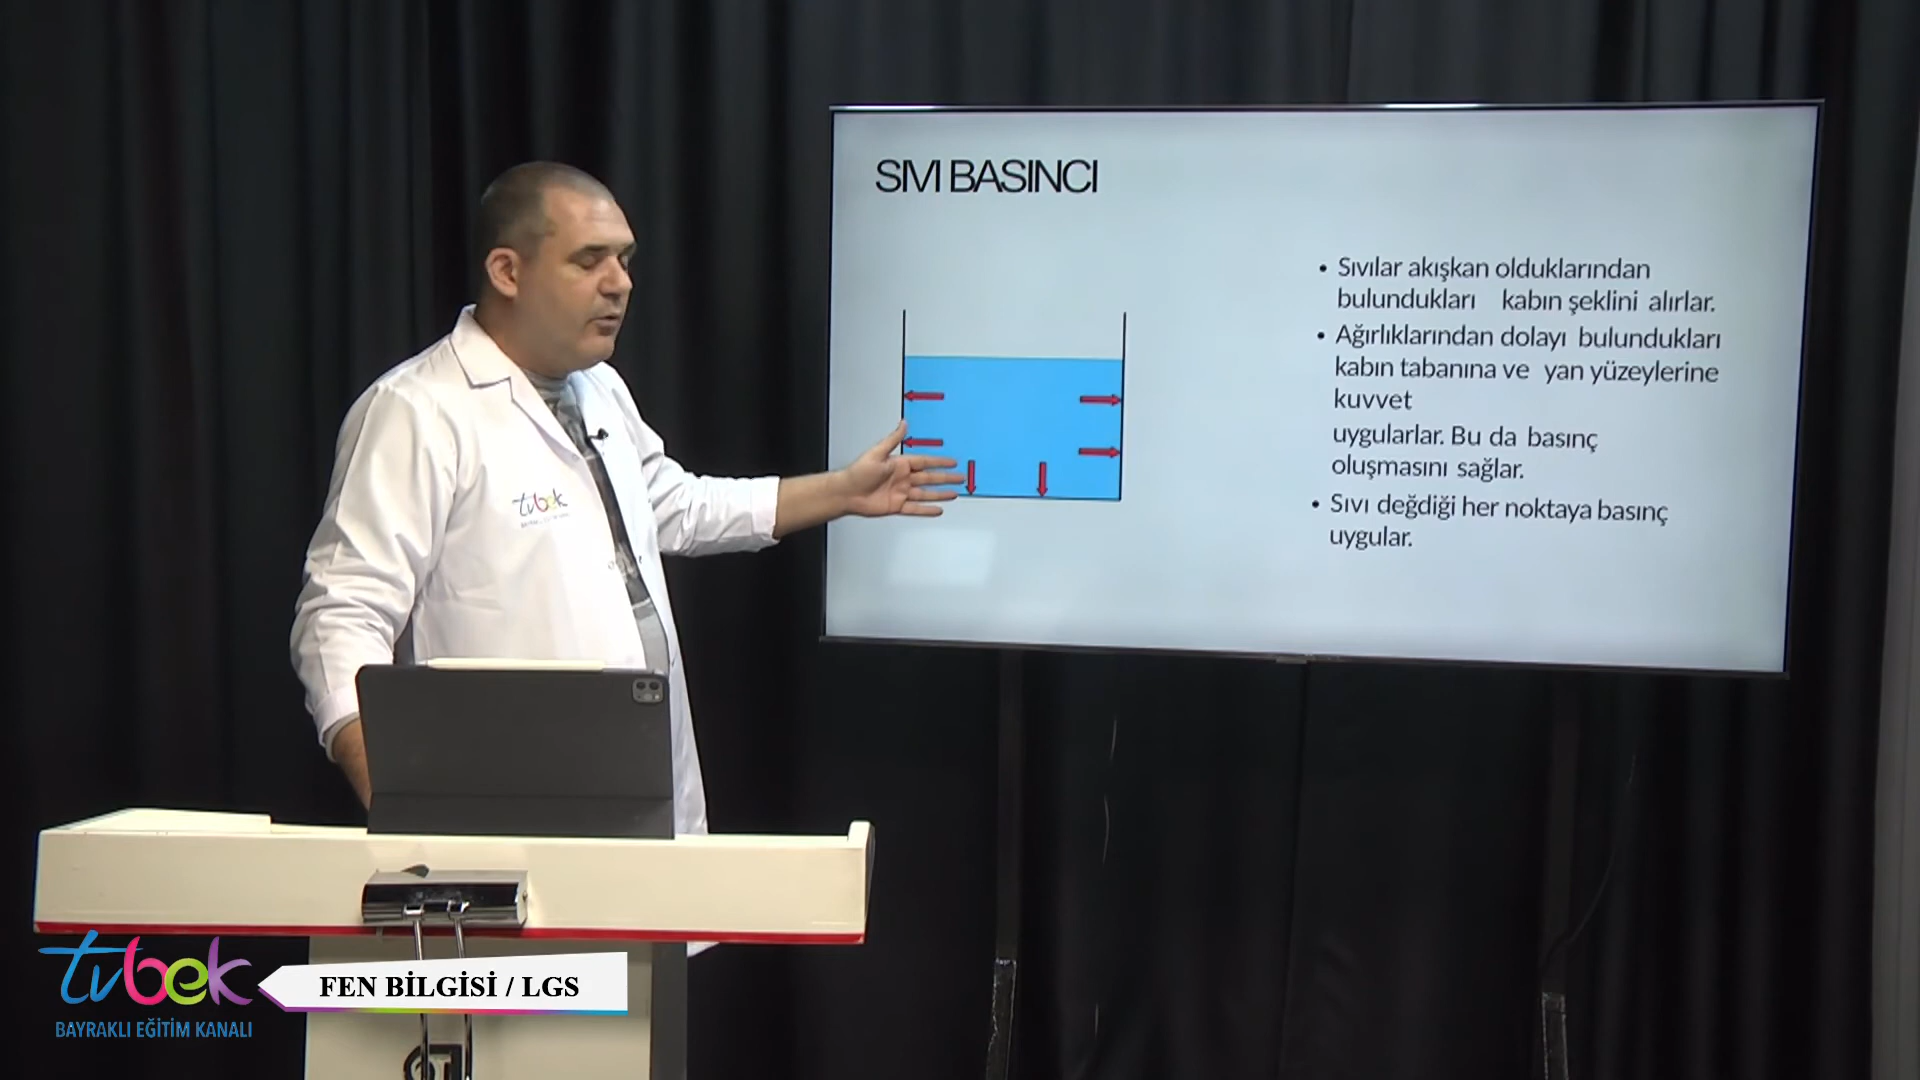 SIVI BASINCI
• Sıvılar akışkan olduklarından
bulundukları kabın şeklini alırlar.
• Ağırlıklarından dolayı bulundukları
kabın tabanına ve yan yüzeylerine
kuvvet
uygularlar. Bu da basınç
oluşmasını sağlar.
• Sıvı değdiği her noktaya basınç
uygular.
tvbek
tvbek
BAYRAKLI EĞİTİM KANALI
FEN BİLGİSİ / LGS